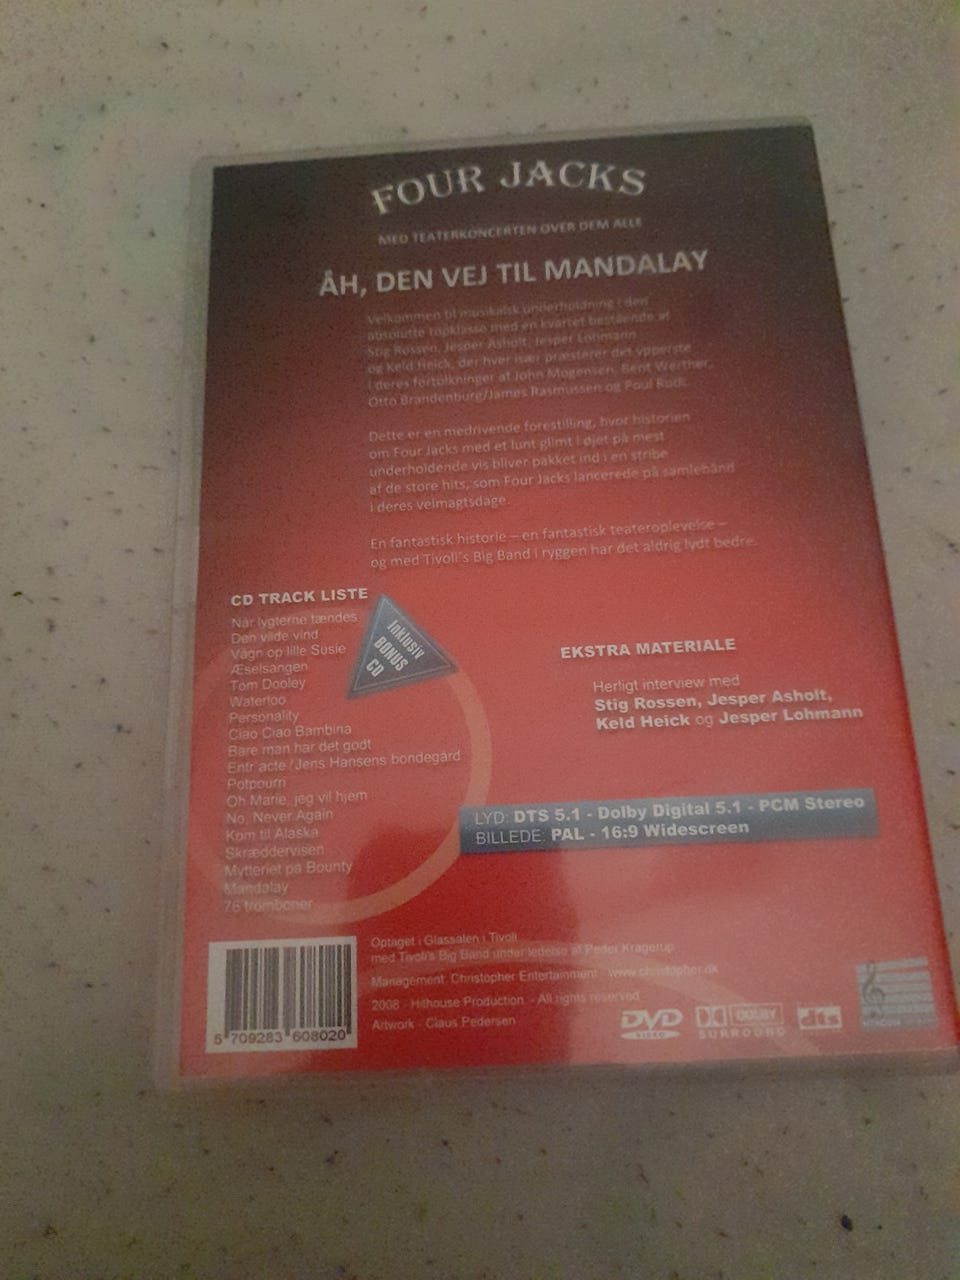 FOUR JACKS
MED TEATERKONCERTEN OVER DEM ALLE
ÅH, DEN VEJ TIL MANDALAY
Velkommen til musikalsk underholdning i den
absolutte topklasse med en kvartet bestående af
Stig Rossen, Jesper Asholt, Jesper Lohmann
og Keld Heick, der hver især præsterer det ypperste
i deres fortolkninger af John Mogensen, Bent Werther,
Otto Brandenburg/James Rasmussen og Poul Rudi.
Dette er en medrivende forestilling, hvor historien
om Four Jacks med et lunt glimt i øjet på mest
underholdende vis bliver pakket ind i en stribe
af de store hits, som Four Jacks lancerede på samlebånd
i deres velmagtsdage.
En fantastisk historie – en fantastisk teateroplevelse –
og med Tivoli´s Big Band i ryggen har det aldrig lydt bedre.
CD TRACK LISTE
Når lygterne tændes
Den vilde vind
Vågn op lille Susie
Æselsangen
Tom Dooley
Waterloo
Personality
Ciao Ciao Bambina
Bare man har det godt
Entr acte /Jens Hansens bondegård
Potpourri
Oh Marie, jeg vil hjem
No, Never Again
Kom til Alaska
Skræddervisen
Mytteriet på Bounty
Mandalay
76 tromboner
Inklusiv
BONUS
CD
EKSTRA MATERIALE
Herligt interview med
Stig Rossen, Jesper Asholt,
Keld Heick og Jesper Lohmann
LYD: DTS 5.1 - Dolby Digital 5.1 - PCM Stereo
BILLEDE: PAL - 16:9 Widescreen
Optaget i Glassalen i Tivoli
med Tivoli's Big Band under ledelse af Peder Kragerup
Management: Christopher Entertainment - www.christopher.dk
2008 - Hithouse Production - All rights reserved
Artwork - Claus Pedersen
5 709283 608020
DVD
VIDEO
DOLBY
SURROUND
dts